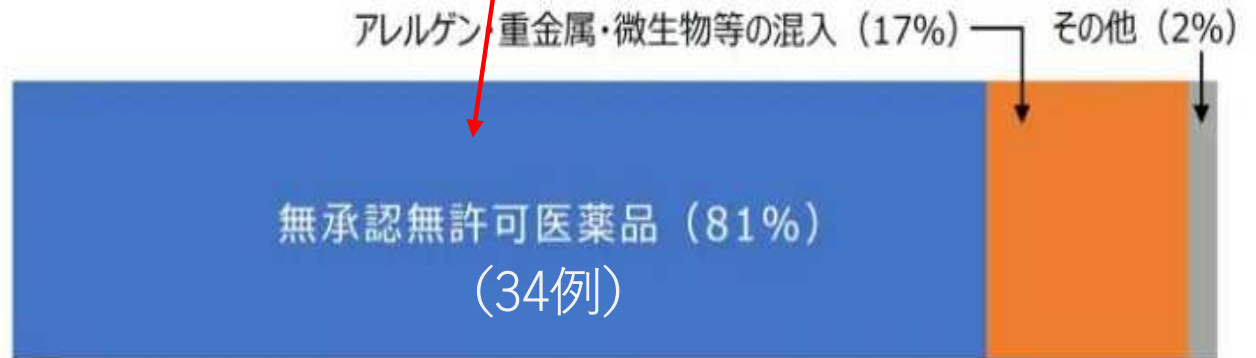 アレルゲン・重金属・微生物等の混入（17%）
その他（2%）
無承認無許可医薬品（81%）
（34例）